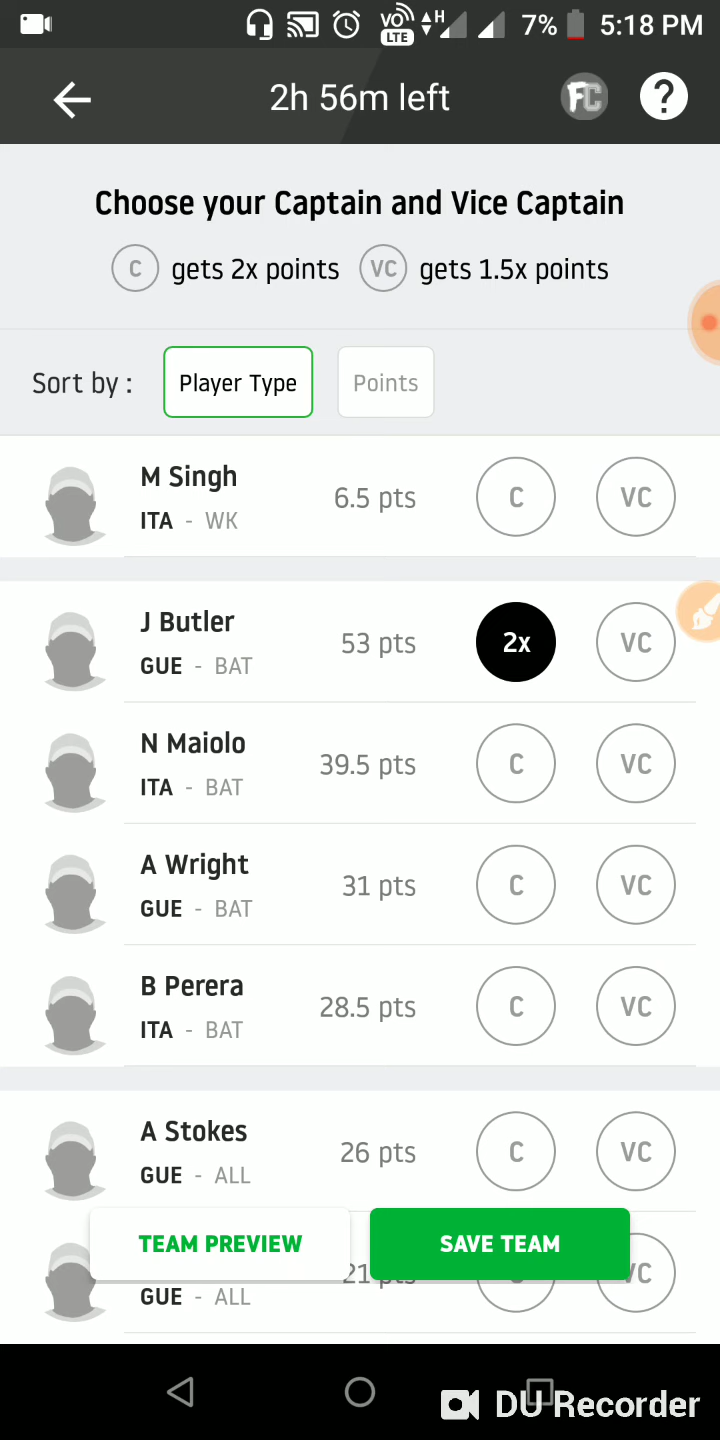 VO LTE H 7% 5:18 PM
2h 56m left FC ?
Choose your Captain and Vice Captain
C gets 2x points VC gets 1.5x points
Sort by : Player Type Points
M Singh
ITA - WK 6.5 pts C VC
J Butler
GUE - BAT 53 pts 2x VC
N Maiolo
ITA - BAT 39.5 pts C VC
A Wright
GUE - BAT 31 pts C VC
B Perera
ITA - BAT 28.5 pts C VC
A Stokes
GUE - ALL 26 pts C VC
TEAM PREVIEW SAVE TEAM
GUE - ALL 21 pts C VC
DU Recorder